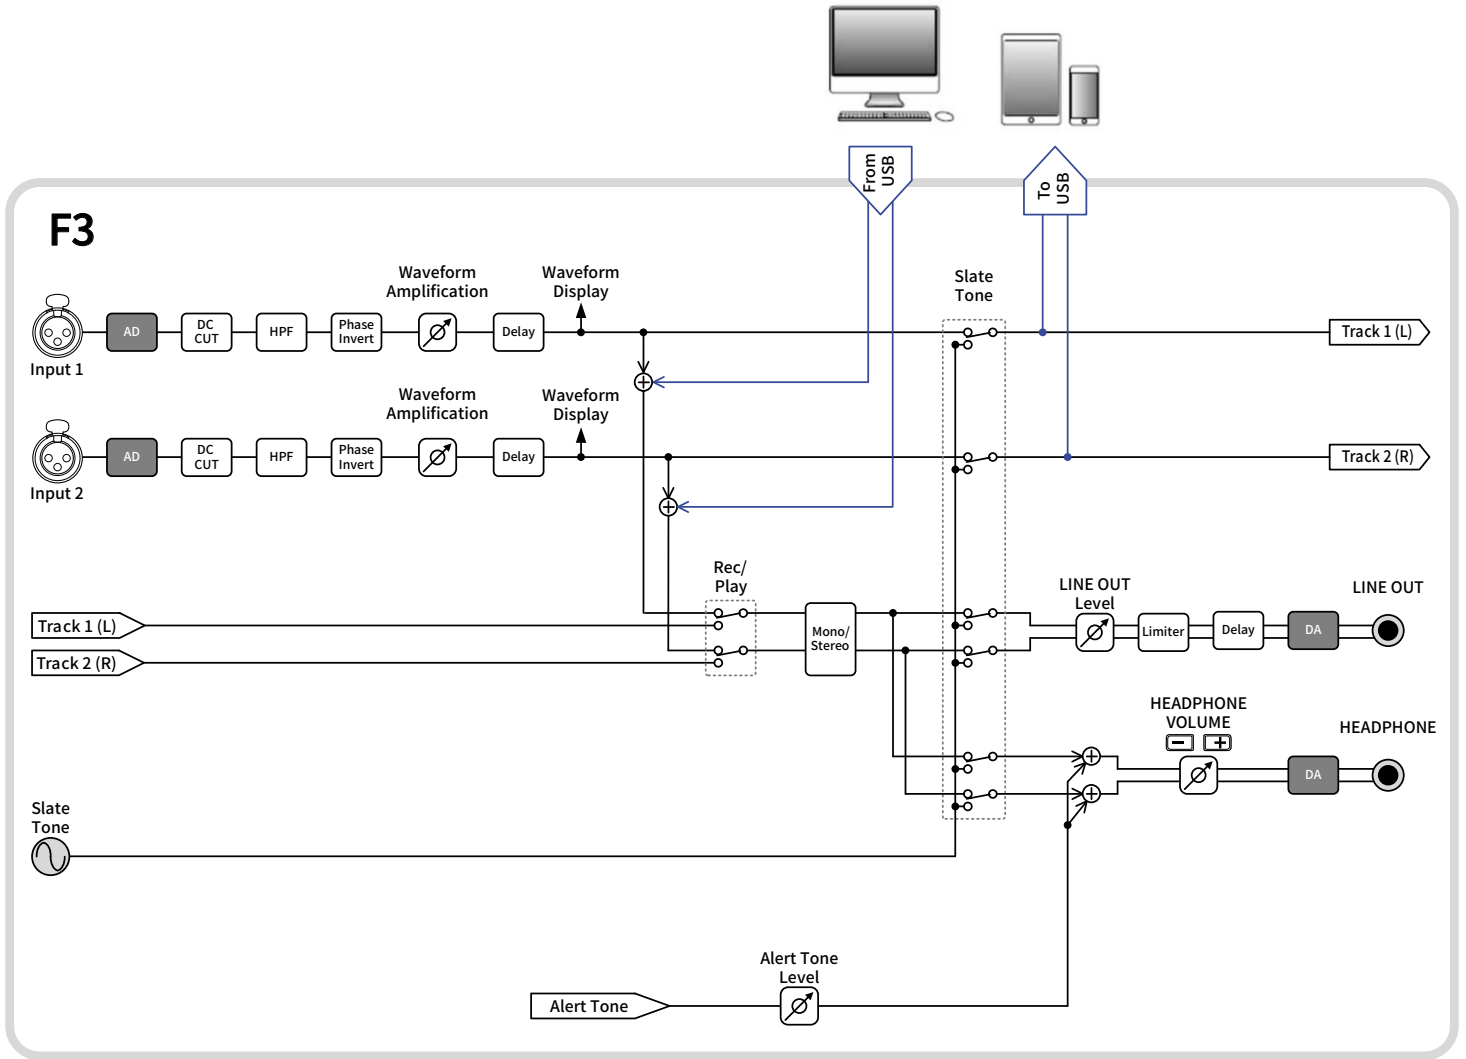 From
USB
To
USB
F3
Waveform
Amplification
Waveform
Display
Slate
Tone
AD
DC
CUT
HPF
Phase
Invert
Delay
Track 1 (L)
Input 1
Waveform
Amplification
Waveform
Display
AD
DC
CUT
HPF
Phase
Invert
Delay
Track 2 (R)
Input 2
Rec/
Play
LINE OUT
Level
LINE OUT
Track 1 (L)
Track 2 (R)
Mono/
Stereo
Limiter
Delay
DA
HEADPHONE
VOLUME
HEADPHONE
DA
Slate
Tone
Alert Tone
Level
Alert Tone